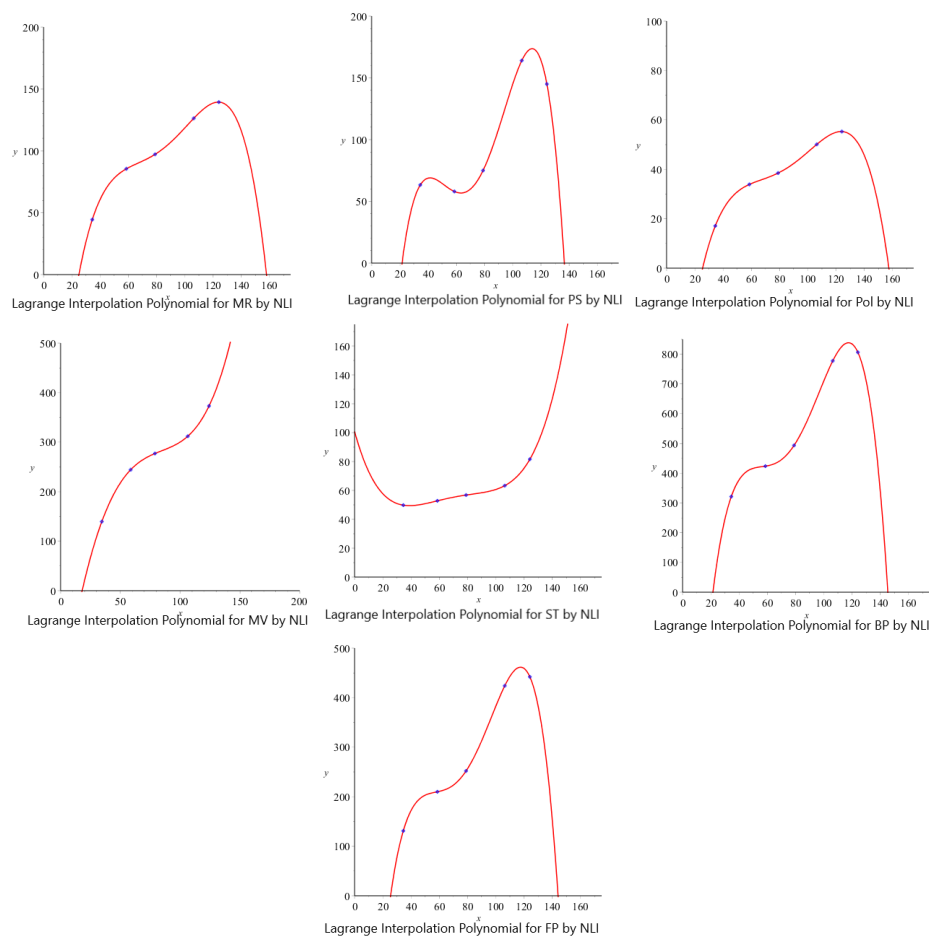 200
150
100
50
0
y
0 20 40 60 80 100 120 140 160
x
Lagrange Interpolation Polynomial for MR by NLI
200
150
100
50
0
y
0 20 40 60 80 100 120 140 160
x
Lagrange Interpolation Polynomial for PS by NLI
100
80
60
40
20
0
y
0 20 40 60 80 100 120 140 160
x
Lagrange Interpolation Polynomial for Pol by NLI
500
400
300
200
100
0
y
0 50 100 150 200
x
Lagrange Interpolation Polynomial for MV by NLI
160
140
120
100
80
60
40
20
0
y
0 20 40 60 80 100 120 140 160
x
Lagrange Interpolation Polynomial for ST by NLI
800
700
600
500
400
300
200
100
0
y
0 20 40 60 80 100 120 140 160
x
Lagrange Interpolation Polynomial for BP by NLI
500
400
300
200
100
0
y
0 20 40 60 80 100 120 140 160
x
Lagrange Interpolation Polynomial for FP by NLI